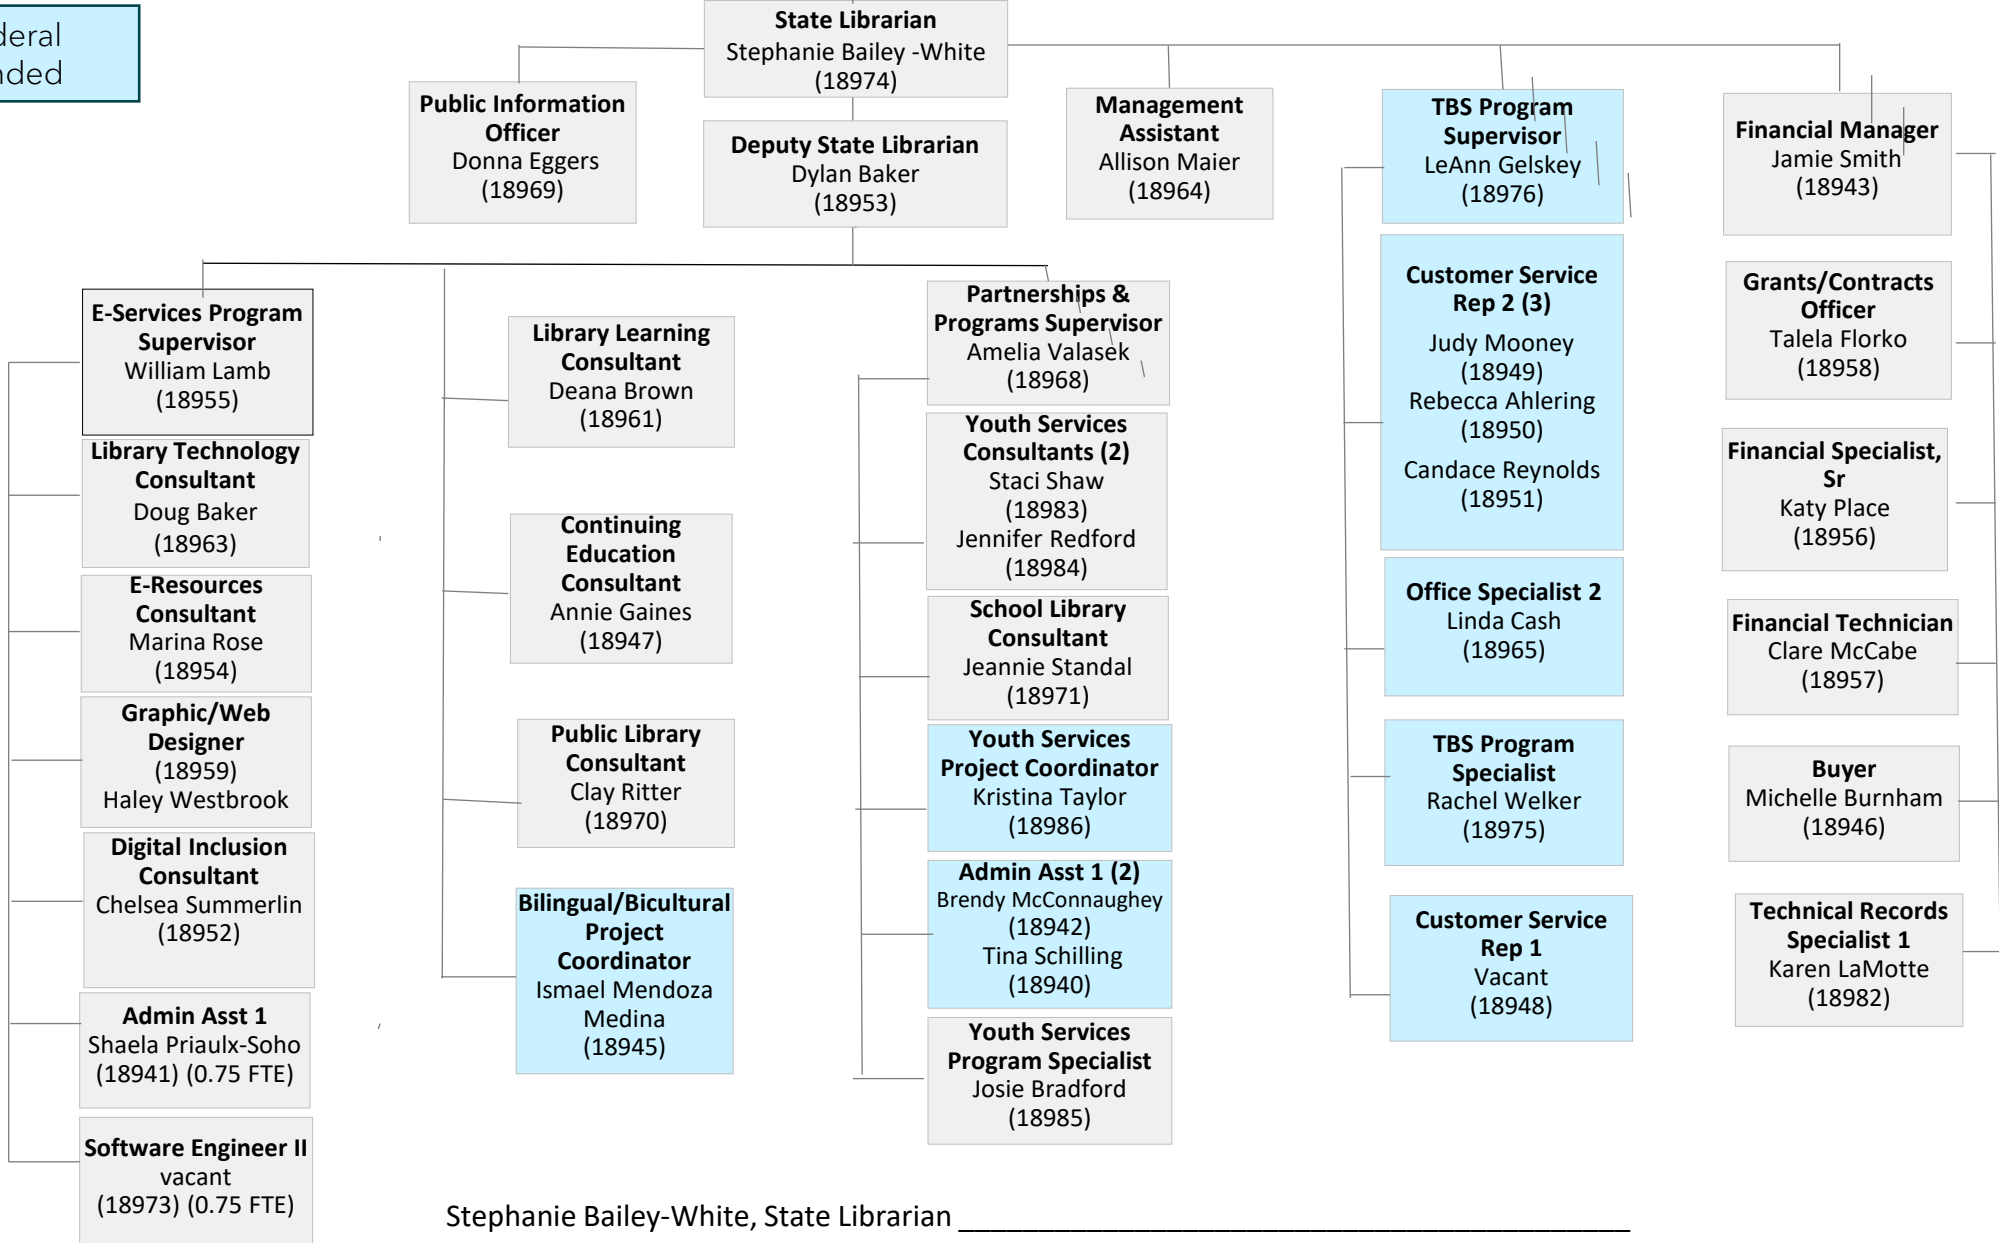 deral
nded
State Librarian
Stephanie Bailey -White
(18974)
Public Information
Officer
Donna Eggers
(18969)
Deputy State Librarian
Dylan Baker
(18953)
Management
Assistant
Allison Maier
(18964)
TBS Program
Supervisor
LeAnn Gelskey
(18976)
Financial Manager
Jamie Smith
(18943)
E-Services Program
Supervisor
William Lamb
(18955)
Library Technology
Consultant
Doug Baker
(18963)
E-Resources
Consultant
Marina Rose
(18954)
Graphic/Web
Designer
(18959)
Haley Westbrook
Digital Inclusion
Consultant
Chelsea Summerlin
(18952)
Admin Asst 1
Shaela Priaulx-Soho
(18941) (0.75 FTE)
Software Engineer II
vacant
(18973) (0.75 FTE)
Library Learning
Consultant
Deana Brown
(18961)
Continuing
Education
Consultant
Annie Gaines
(18947)
Public Library
Consultant
Clay Ritter
(18970)
Bilingual/Bicultural
Project
Coordinator
Ismael Mendoza
Medina
(18945)
Partnerships &
Programs Supervisor
Amelia Valasek
(18968)
Youth Services
Consultants (2)
Staci Shaw
(18983)
Jennifer Redford
(18984)
School Library
Consultant
Jeannie Standal
(18971)
Youth Services
Project Coordinator
Kristina Taylor
(18986)
Admin Asst 1 (2)
Brendy McConnaughey
(18942)
Tina Schilling
(18940)
Youth Services
Program Specialist
Josie Bradford
(18985)
Customer Service
Rep 2 (3)
Judy Mooney
(18949)
Rebecca Ahlering
(18950)
Candace Reynolds
(18951)
Office Specialist 2
Linda Cash
(18965)
TBS Program
Specialist
Rachel Welker
(18975)
Customer Service
Rep 1
Vacant
(18948)
Grants/Contracts
Officer
Talela Florko
(18958)
Financial Specialist,
Sr
Katy Place
(18956)
Financial Technician
Clare McCabe
(18957)
Buyer
Michelle Burnham
(18946)
Technical Records
Specialist 1
Karen LaMotte
(18982)
Stephanie Bailey-White, State Librarian ________________________________________